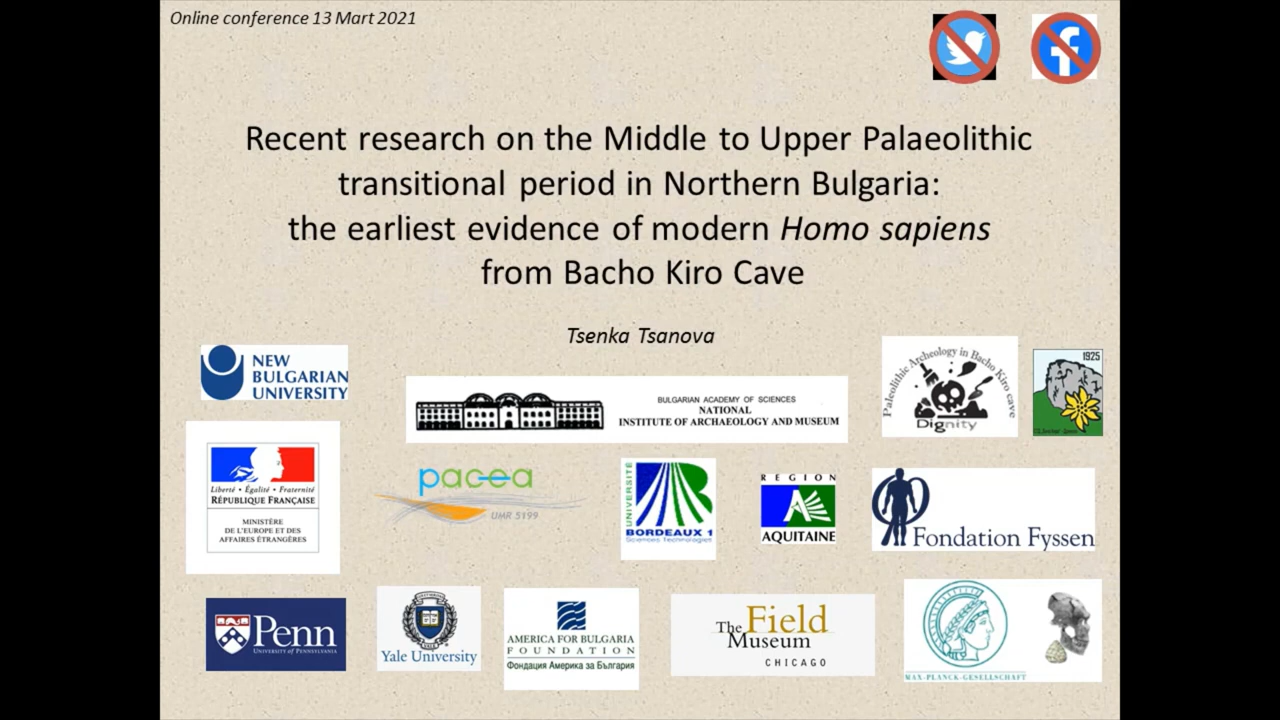 Online conference 13 Mart 2021
Recent research on the Middle to Upper Palaeolithic
transitional period in Northern Bulgaria:
the earliest evidence of modern Homo sapiens
from Bacho Kiro Cave
Tsenka Tsanova
NEW
BULGARIAN
UNIVERSITY
BULGARIAN ACADEMY OF SCIENCES
NATIONAL
INSTITUTE OF ARCHAEOLOGY AND MUSEUM
Paleolithic Archeology in Bacho Kiro cave
Dignity
1925
Liberté • Égalité • Fraternité
RÉPUBLIQUE FRANÇAISE
MINISTÈRE
DE L'EUROPE ET DES
AFFAIRES ÉTRANGÈRES
pacea
UMR 5199
UNIVERSITÉ
BORDEAUX 1
Sciences Technologies
REGION
AQUITAINE
Fondation Fyssen
Penn
UNIVERSITY of PENNSYLVANIA
Yale University
AMERICA FOR BULGARIA
FOUNDATION
Фондация Америка за България
The Field
Museum
CHICAGO
MAX-PLANCK-GESELLSCHAFT